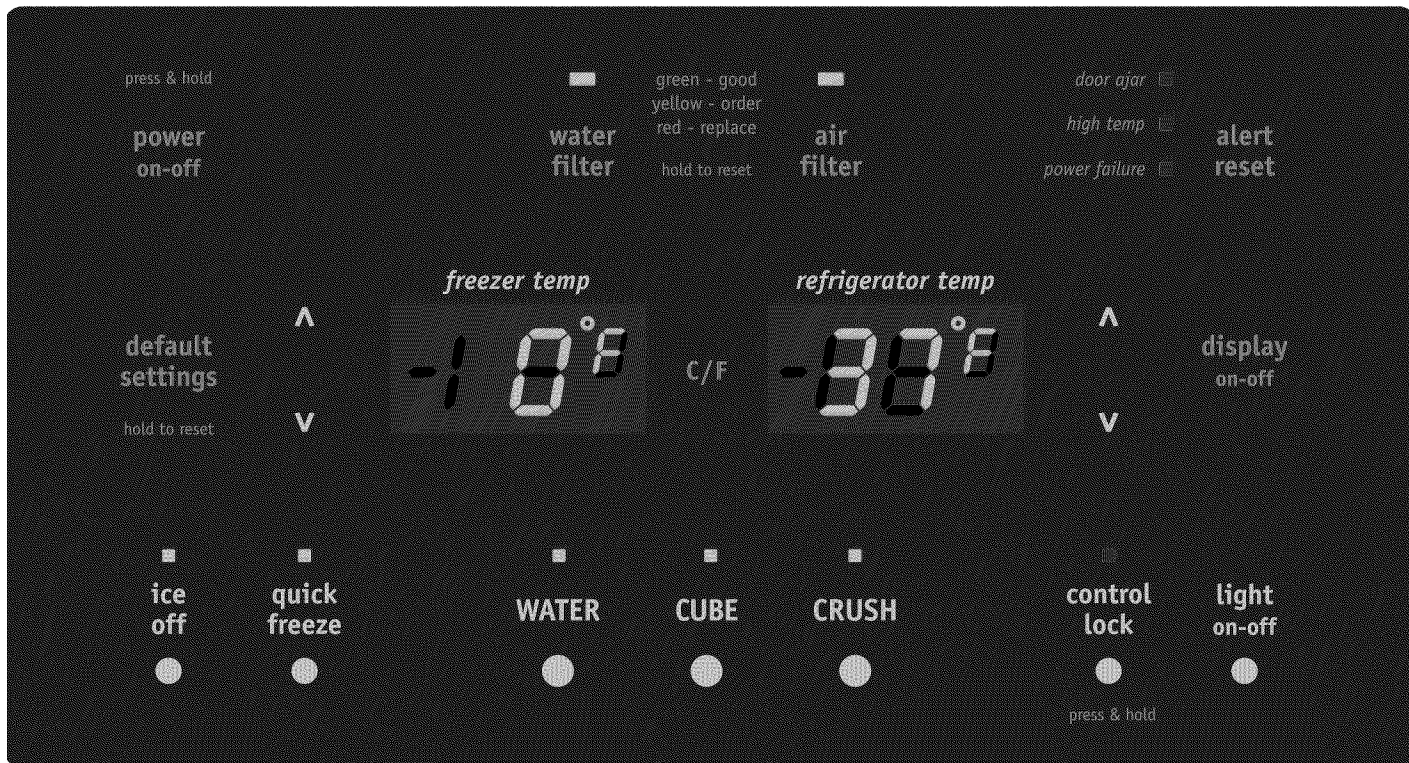 press & hold
power
on-off
water
filter
green - good
yellow - order
red - replace
hold to reset
air
filter
door ajar
high temp
power failure
alert
reset
default
settings
hold to reset
^
v
freezer temp
0°F
C/F
refrigerator temp
37°F
^
v
display
on-off
ice
off
quick
freeze
WATER
CUBE
CRUSH
control
lock
press & hold
light
on-off